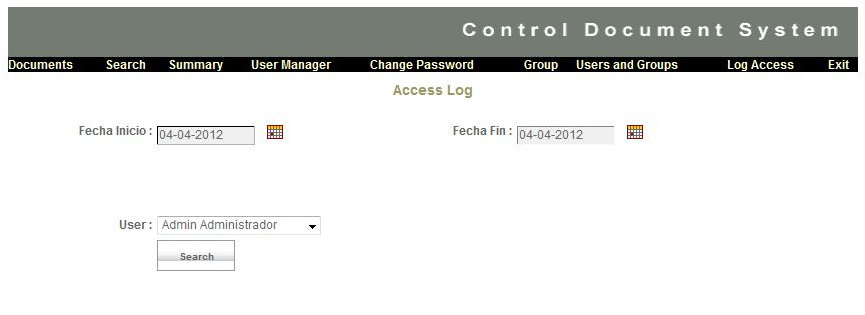 Control Document System
Documents Search Summary User Manager Change Password Group Users and Groups Log Access Exit
Access Log
Fecha Inicio : 04-04-2012 Fecha Fin : 04-04-2012
User : Admin Administrador
Search